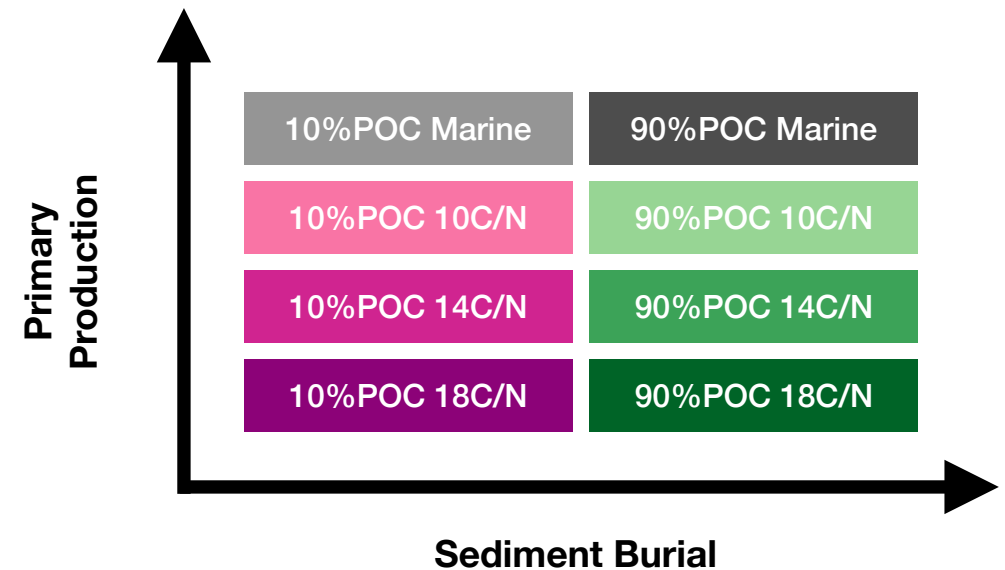 Primary
Production
10%POC Marine
90%POC Marine
10%POC 10C/N
90%POC 10C/N
10%POC 14C/N
90%POC 14C/N
10%POC 18C/N
90%POC 18C/N
Sediment Burial